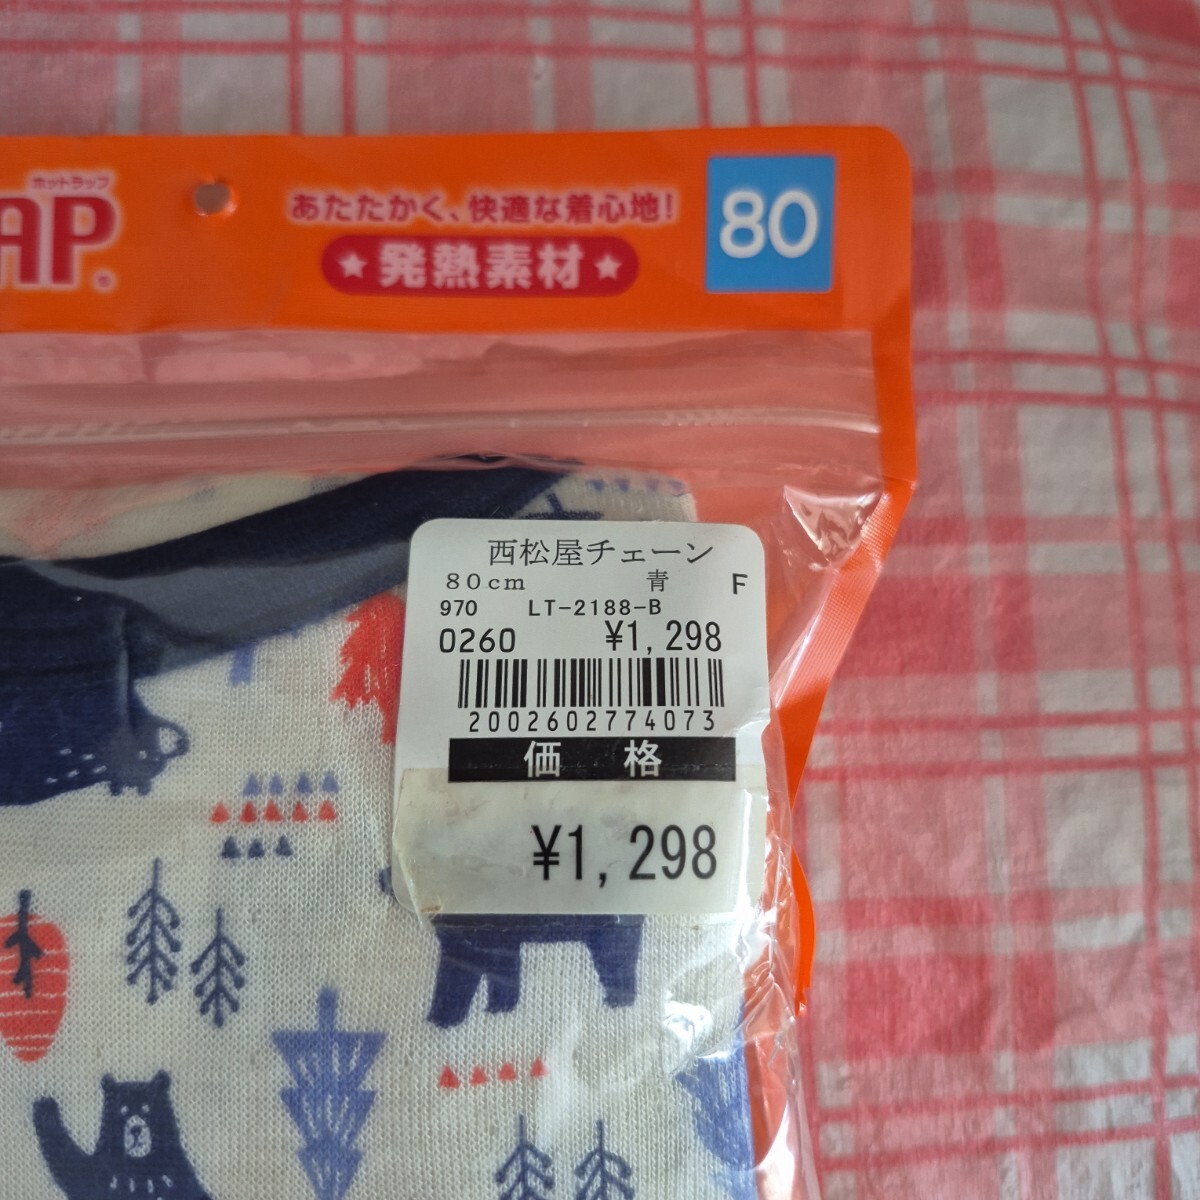 ホットラップ
AP®
あたたかく、快適な着心地!
★発熱素材★
80
西松屋チェーン
80cm 青 F
970 LT-2188-B
0260 ¥1,298
2002602774073
価 格
¥1,298